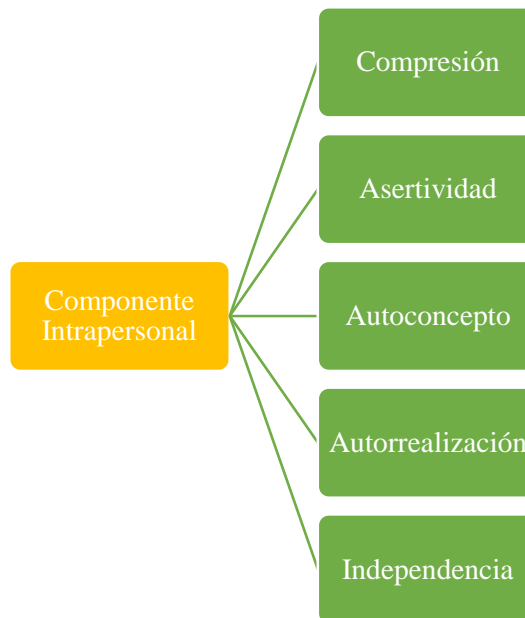 Compresión
Asertividad
Componente
Intrapersonal
Autoconcepto
Autorrealización
Independencia